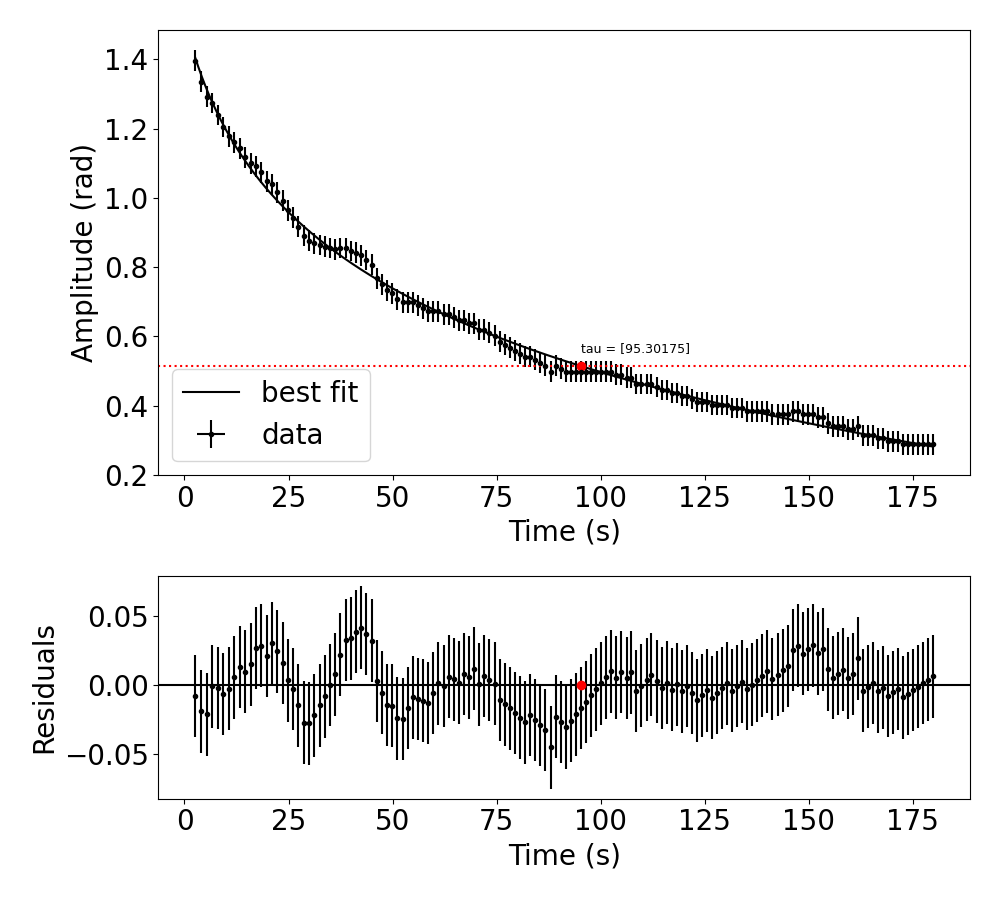 1.4
1.2
1.0
0.8
0.6
0.4
0.2
Amplitude (rad)
tau = [95.30175]
best fit
data
0 25 50 75 100 125 150 175
Time (s)
0.05
0.00
−0.05
Residuals
0 25 50 75 100 125 150 175
Time (s)